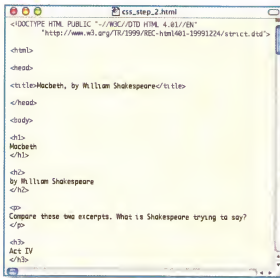 css_step_2.html
<!DOCTYPE HTML PUBLIC "-//W3C//DTD HTML 4.01//EN"
"http://www.w3.org/TR/1999/REC-html401-19991224/strict.dtd">
<html>
<head>
<title>Macbeth, by William Shakespeare</title>
</head>
<body>
<h1>
Macbeth
</h1>
<h2>
by William Shakespeare
</h2>
<p>
Compare these two excerpts. What is Shakespeare trying to say?
</p>
<h3>
Act IV
</h3>